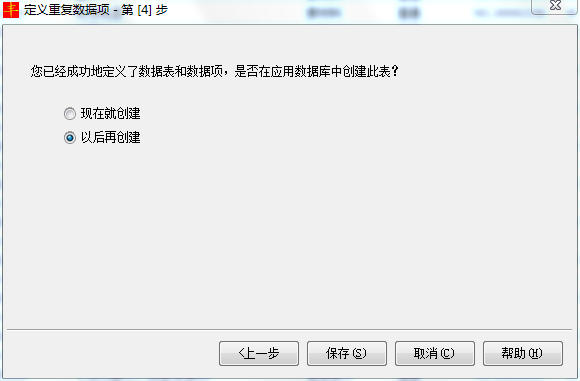 丰 定义重复数据项 - 第 [4] 步
您已经成功地定义了数据表和数据项，是否在应用数据库中创建此表？
现在就创建
以后再创建
<上一步 保存(S) 取消(C) 帮助(H)